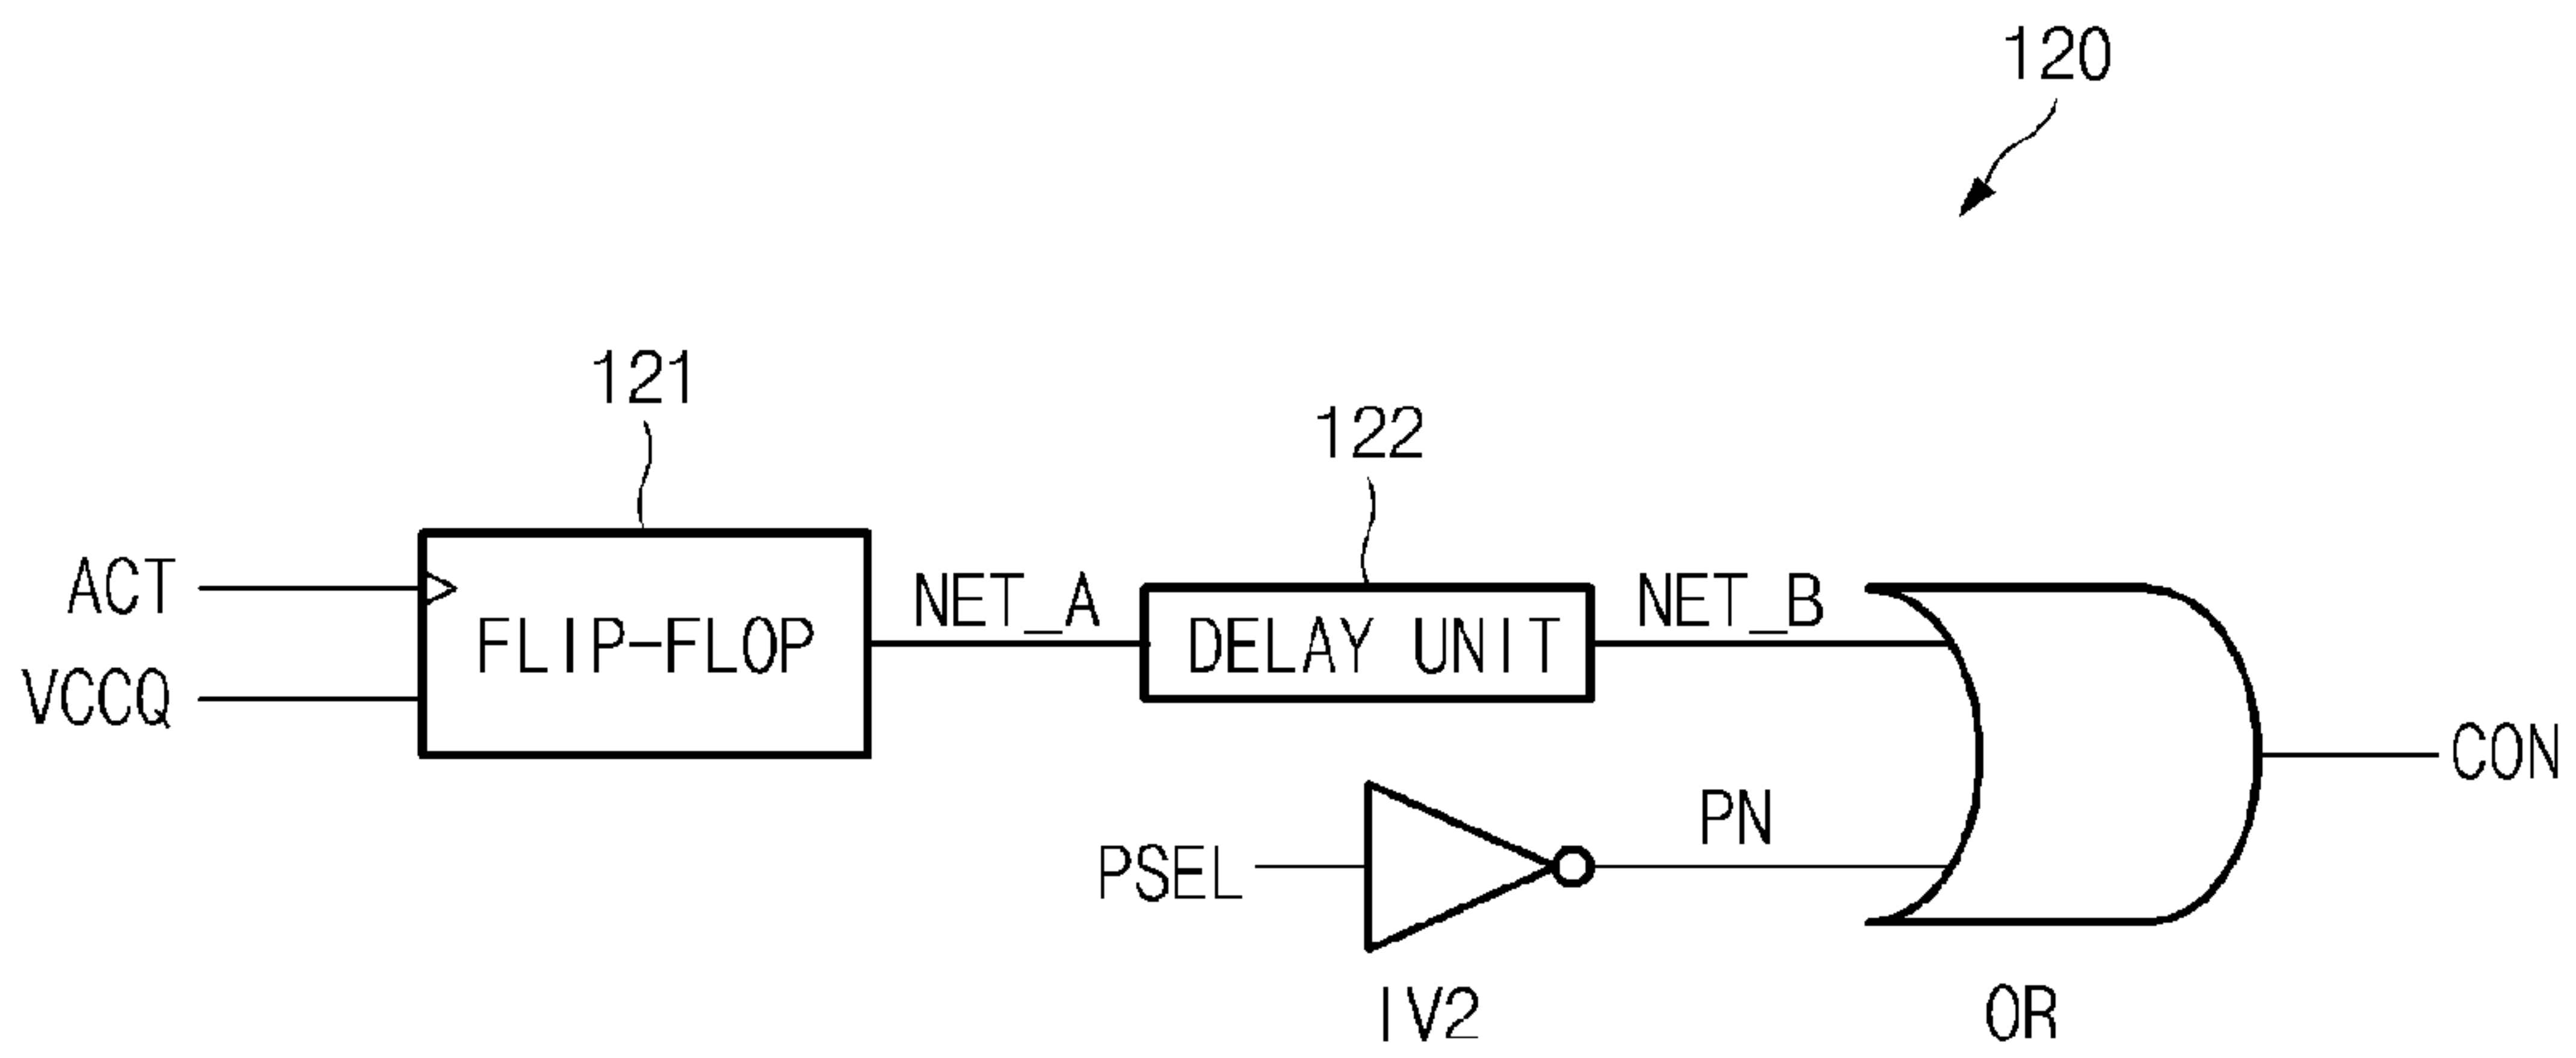 120
121
122
ACT
VCCQ
FLIP-FLOP
NET_A
DELAY UNIT
NET_B
CON
PSEL
PN
IV2
OR